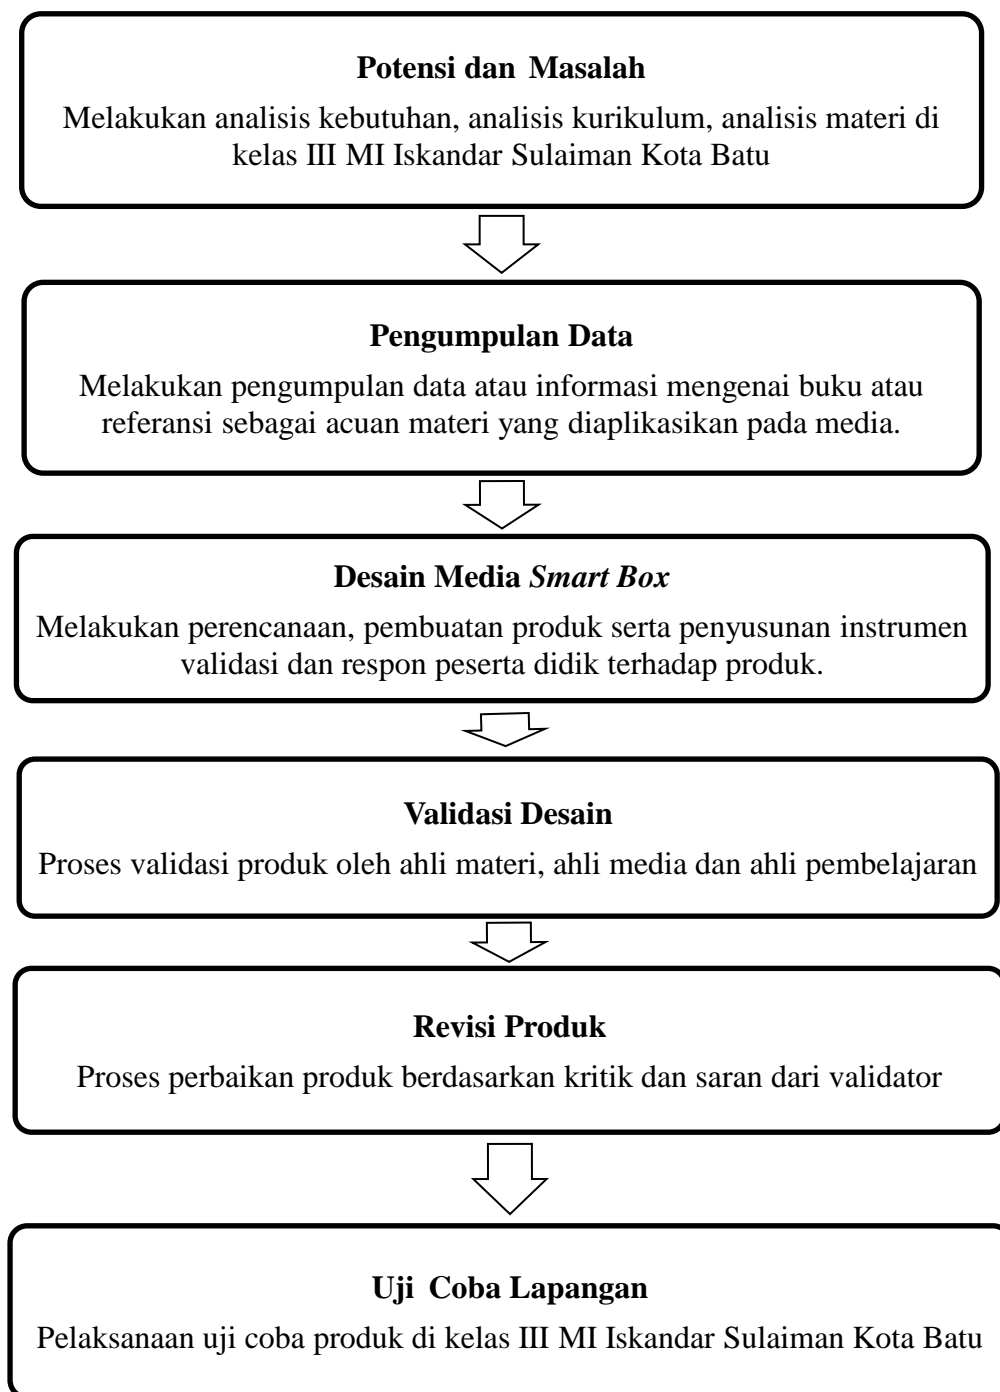 Potensi dan Masalah
Melakukan analisis kebutuhan, analisis kurikulum, analisis materi di
kelas III MI Iskandar Sulaiman Kota Batu
Pengumpulan Data
Melakukan pengumpulan data atau informasi mengenai buku atau
referansi sebagai acuan materi yang diaplikasikan pada media.
Desain Media Smart Box
Melakukan perencanaan, pembuatan produk serta penyusunan instrumen
validasi dan respon peserta didik terhadap produk.
Validasi Desain
Proses validasi produk oleh ahli materi, ahli media dan ahli pembelajaran
Revisi Produk
Proses perbaikan produk berdasarkan kritik dan saran dari validator
Uji Coba Lapangan
Pelaksanaan uji coba produk di kelas III MI Iskandar Sulaiman Kota Batu